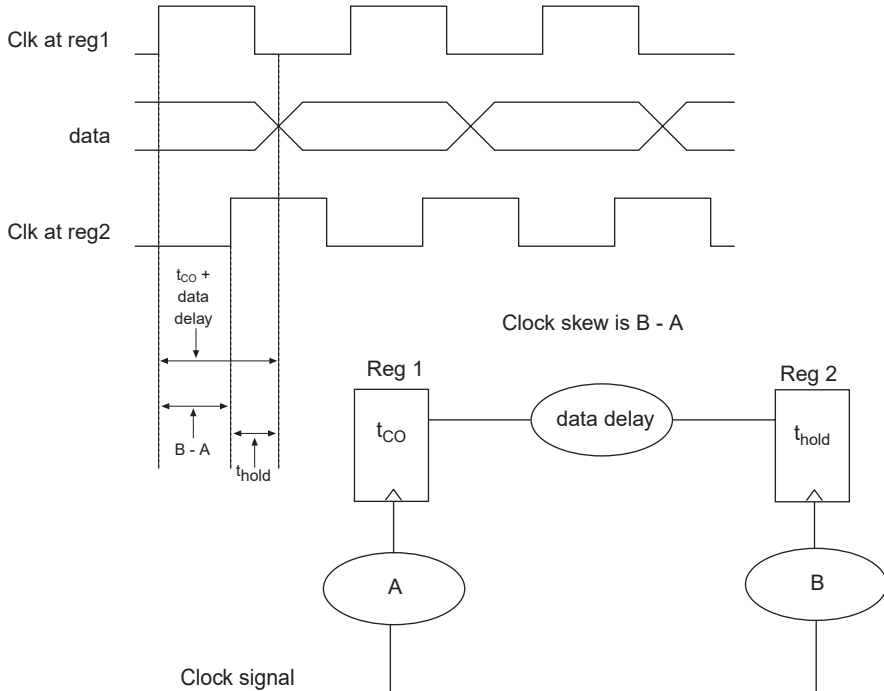 Clk at reg1
data
Clk at reg2
tCO +
data
delay
B - A
thold
Clock skew is B - A
Reg 1
Reg 2
tCO
data delay
thold
A
B
Clock signal